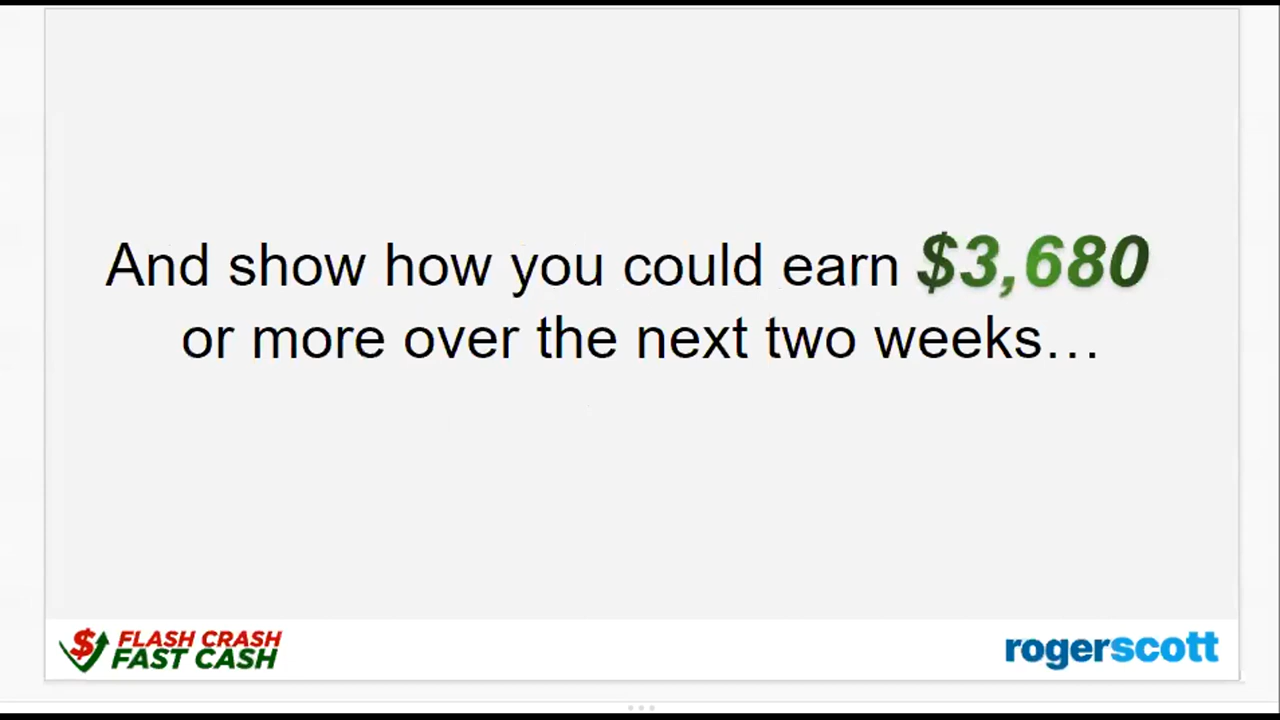 And show how you could earn $3,680
or more over the next two weeks…
FLASH CRASH
FAST CASH
rogerscott